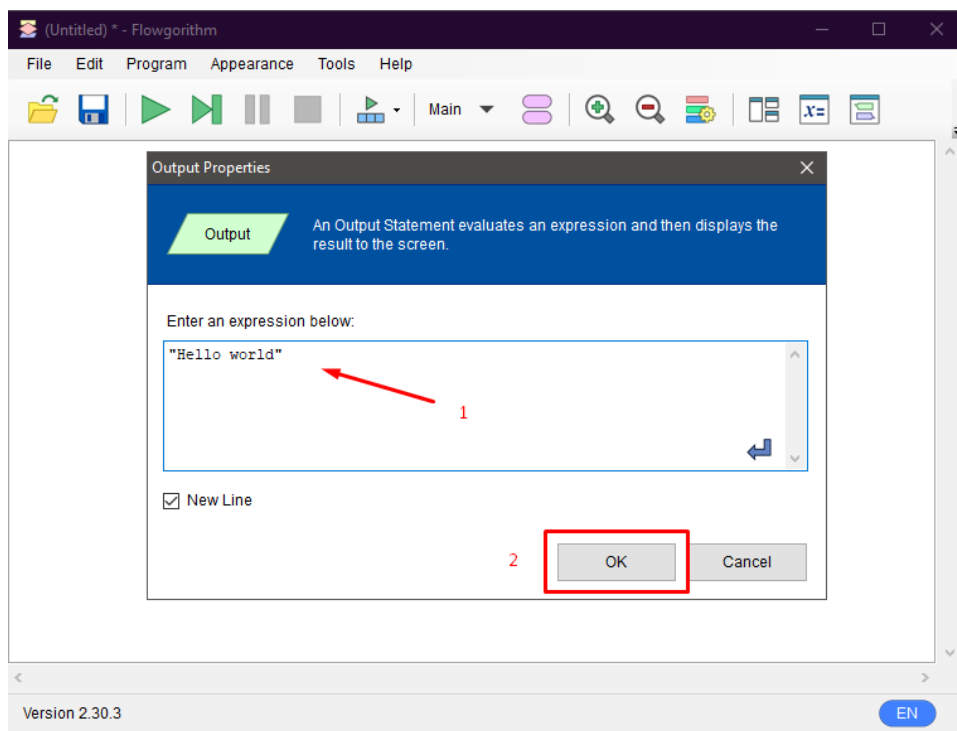 (Untitled) * - Flowgorithm
File Edit Program Appearance Tools Help
Main
x=
Output Properties
Output
An Output Statement evaluates an expression and then displays the
result to the screen.
Enter an expression below:
"Hello world"
1
New Line
2
OK
Cancel
Version 2.30.3
EN